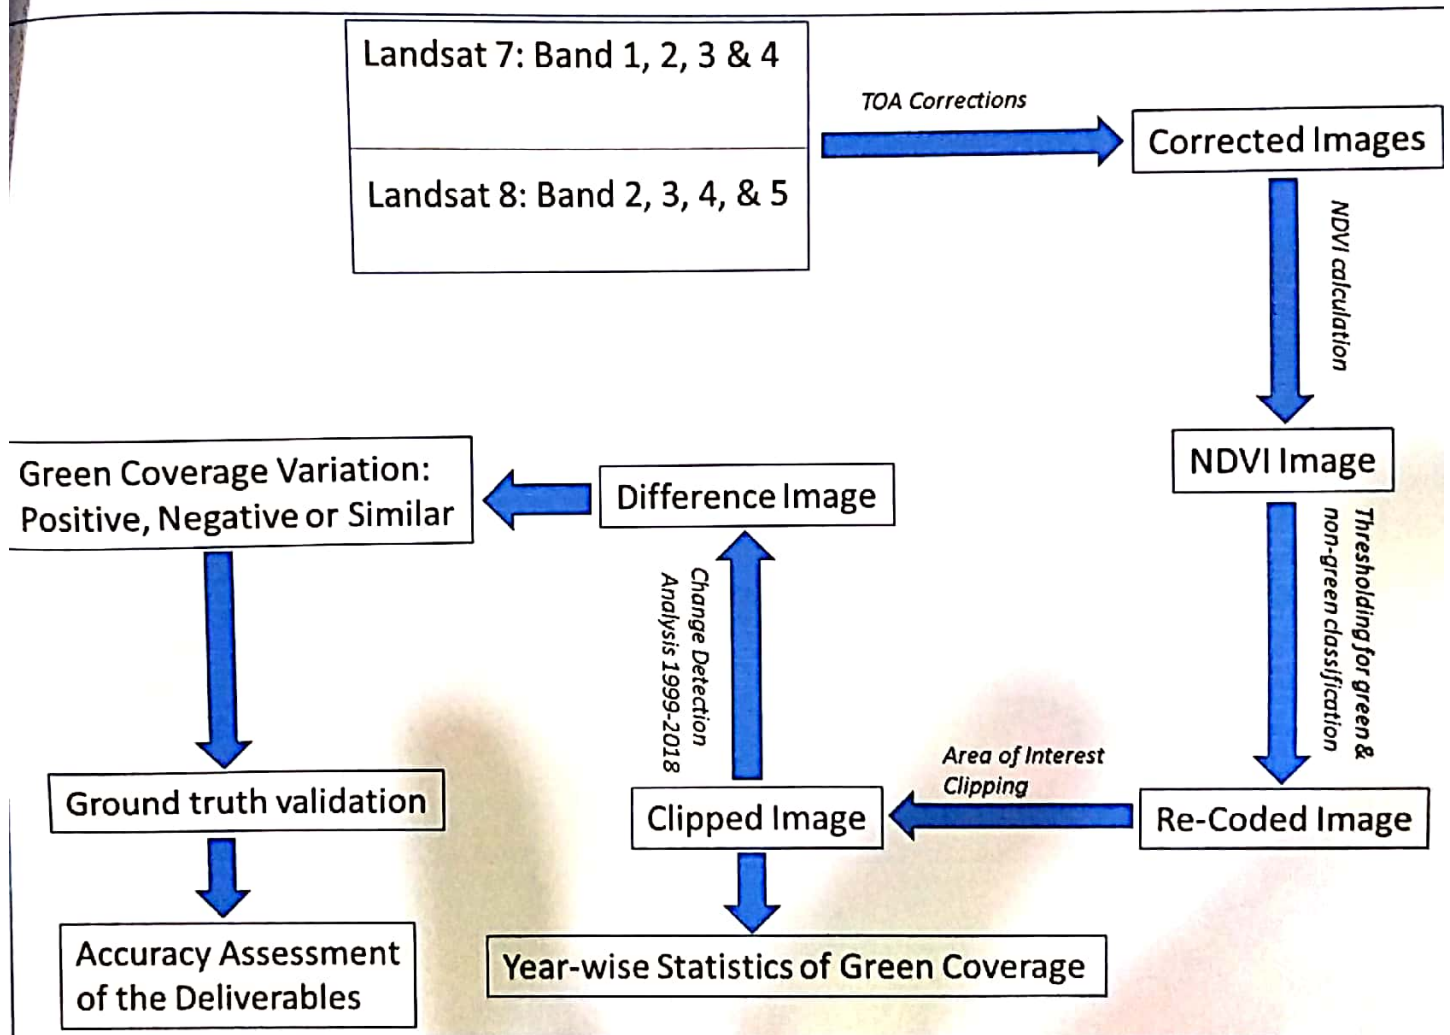 Landsat 7: Band 1, 2, 3 & 4
Landsat 8: Band 2, 3, 4, & 5
TOA Corrections
Corrected Images
NDVI calculation
NDVI Image
Thresholding for green &
non-green classification
Re-Coded Image
Area of Interest
Clipping
Clipped Image
Year-wise Statistics of Green Coverage
Change Detection
Analysis 1999-2018
Difference Image
Green Coverage Variation:
Positive, Negative or Similar
Ground truth validation
Accuracy Assessment
of the Deliverables